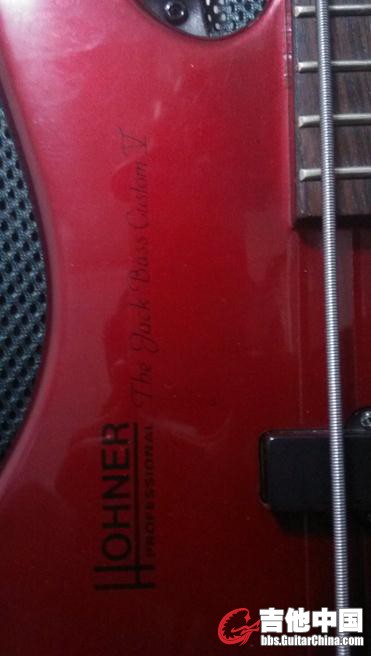 HOHNER
PROFESSIONAL
The Jack Bass Custom V
吉他中国
bbs.GuitarChina.com